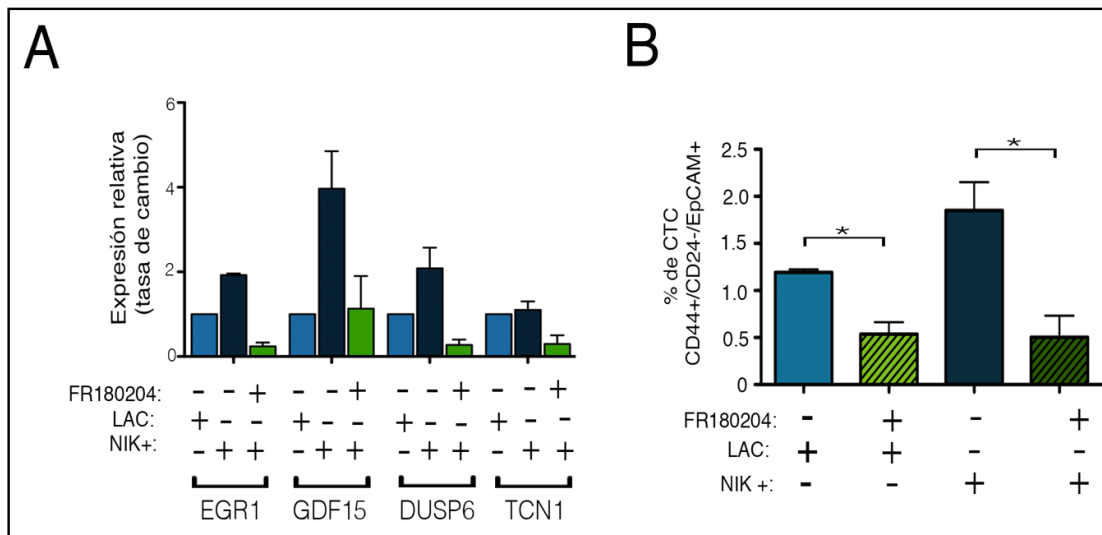 A
Expresión relativa
(tasa de cambio)
6
4
2
0
FR180204: - - + - - + - - + - - +
LAC: + - - + - - + - - + - -
NIK+: - + + - + + - + + - + +
EGR1 GDF15 DUSP6 TCN1
B
% de CTC
CD44+/CD24-/EpCAM+
2.5
2.0
1.5
1.0
0.5
0
* *
FR180204: - + - +
LAC: + + - -
NIK +: - - + +